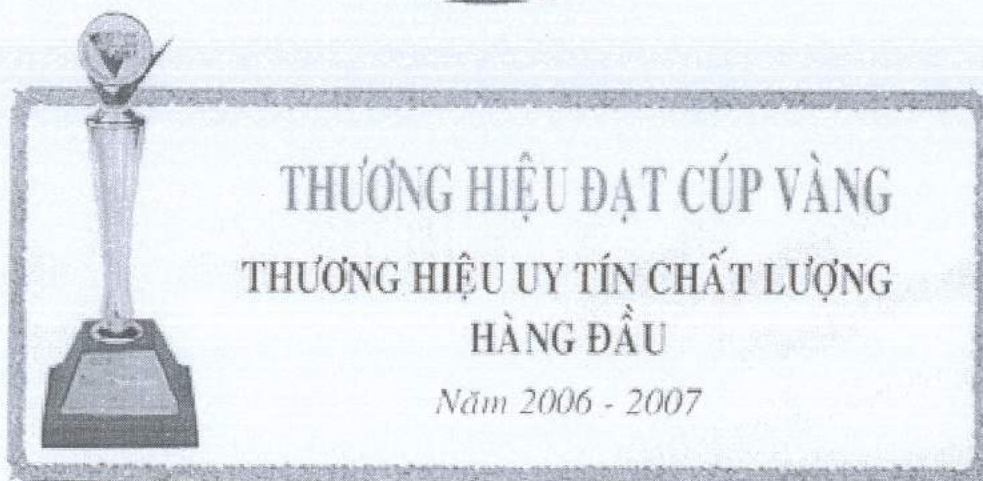 THƯƠNG HIỆU ĐẠT CÚP VÀNG
THƯƠNG HIỆU UY TÍN CHẤT LƯỢNG
HÀNG ĐẦU
Năm 2006 - 2007